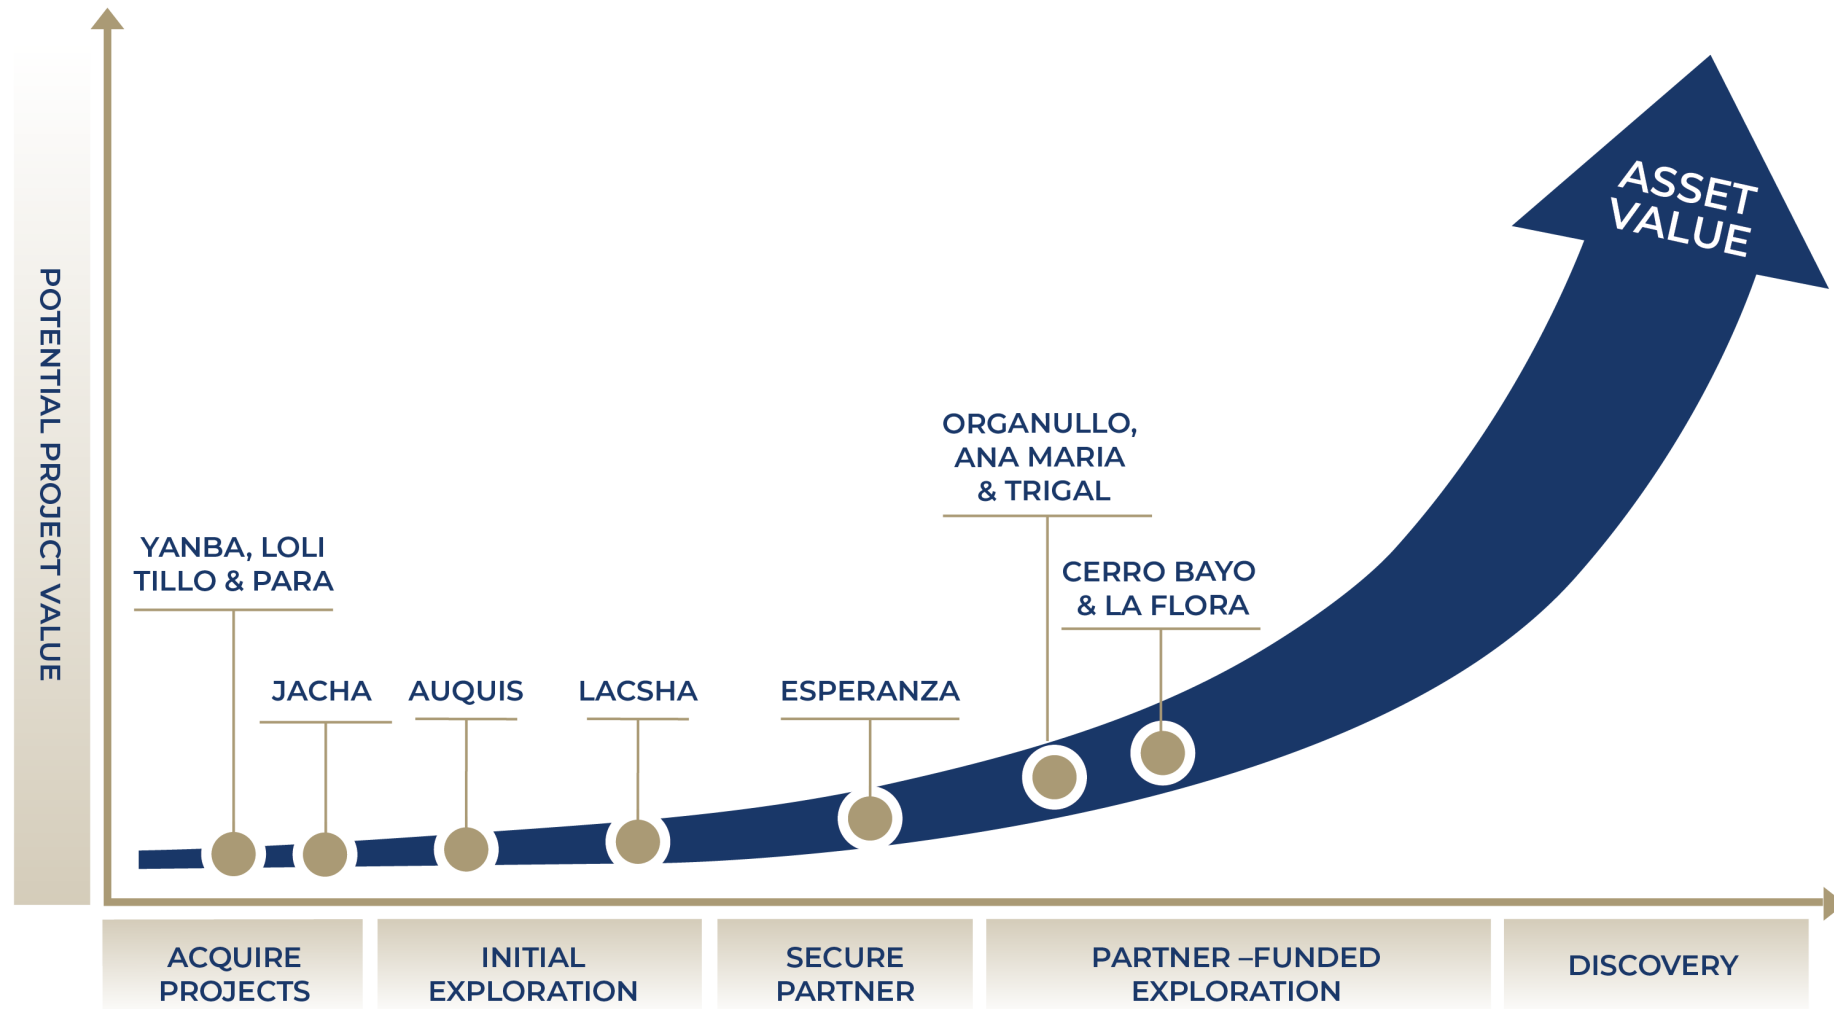 POTENTIAL PROJECT VALUE
YANBA, LOLI
TILLO & PARA
JACHA
AUQUIS
LACSHA
ESPERANZA
ORGANULLO,
ANA MARIA
& TRIGAL
CERRO BAYO
& LA FLORA
ASSET
VALUE
ACQUIRE
PROJECTS
INITIAL
EXPLORATION
SECURE
PARTNER
PARTNER –FUNDED
EXPLORATION
DISCOVERY